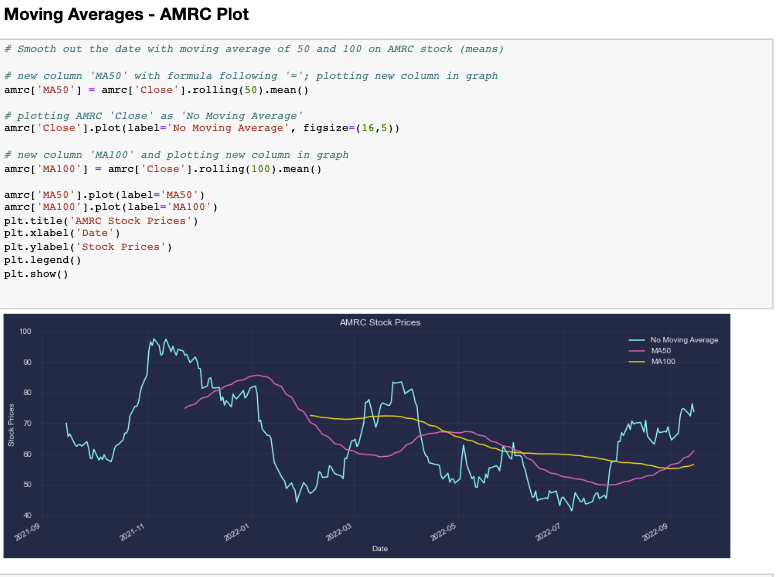 Moving Averages - AMRC Plot
# Smooth out the date with moving average of 50 and 100 on AMRC stock (means)
# new column 'MA50' with formula following '='; plotting new column in graph
amrc['MA50'] = amrc['Close'].rolling(50).mean()
# plotting AMRC 'Close' as 'No Moving Average'
amrc['Close'].plot(label='No Moving Average', figsize=(16,5))
# new column 'MA100' and plotting new column in graph
amrc['MA100'] = amrc['Close'].rolling(100).mean()
amrc['MA50'].plot(label='MA50')
amrc['MA100'].plot(label='MA100')
plt.title('AMRC Stock Prices')
plt.xlabel('Date')
plt.ylabel('Stock Prices')
plt.legend()
plt.show()
AMRC Stock Prices
No Moving Average
MA50
MA100
Stock Prices
100
90
80
70
60
50
40
2021-09
2021-11
2022-01
2022-03
2022-05
2022-07
2022-09
Date